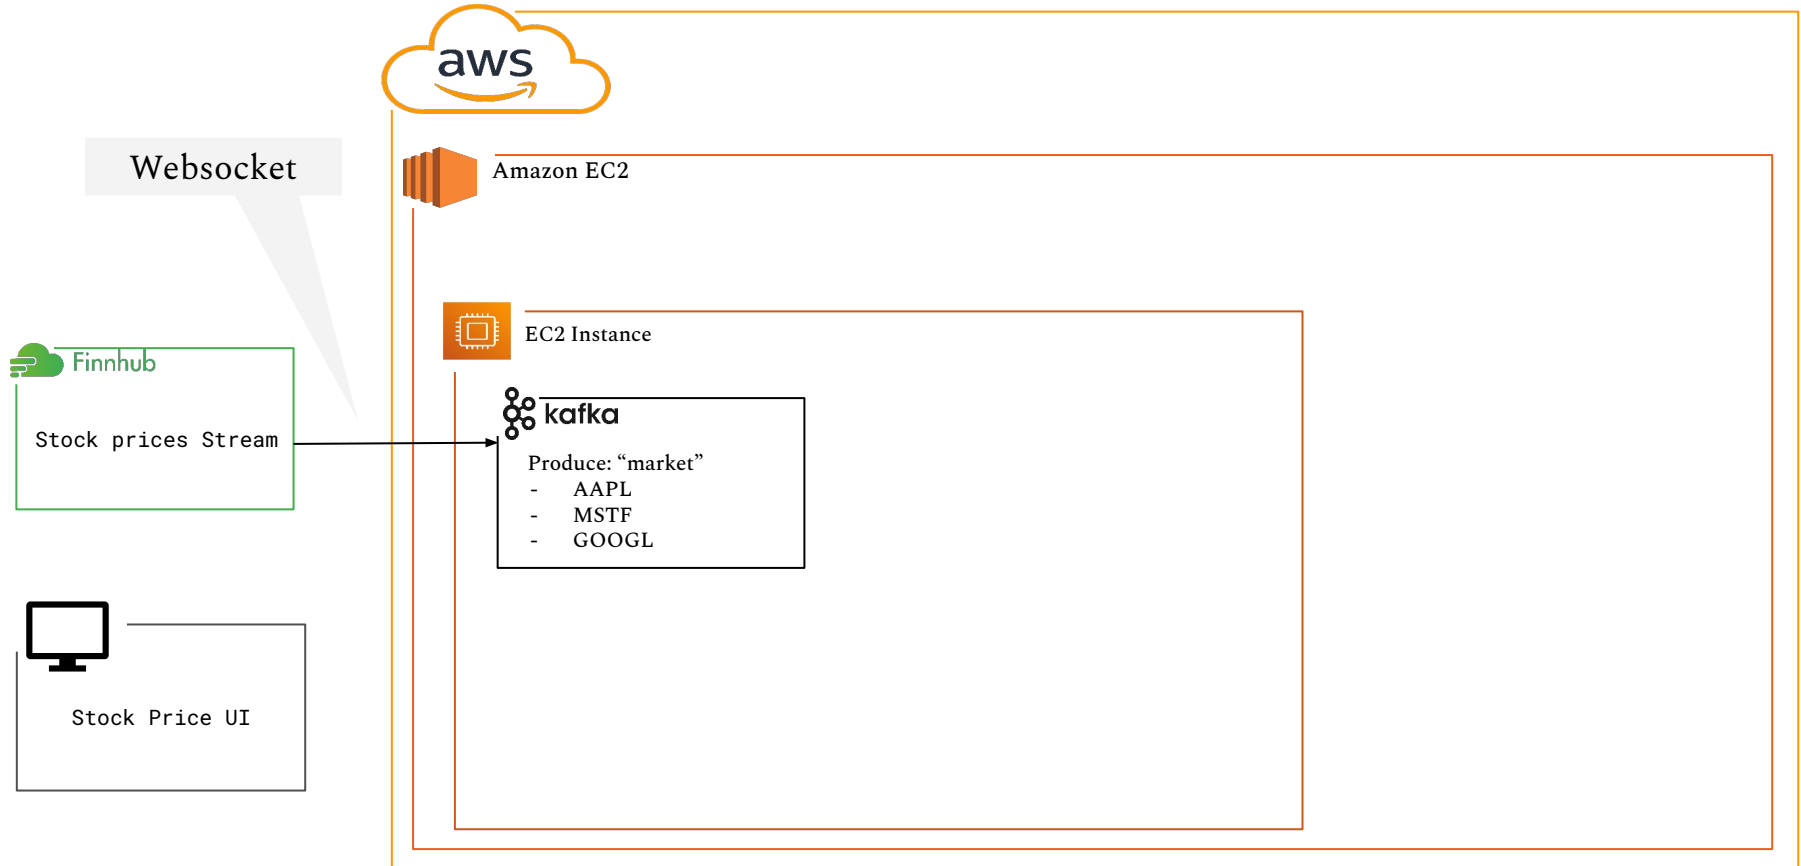 aws
Websocket
Amazon EC2
EC2 Instance
Finnhub
Stock prices Stream
kafka
Produce: “market”
- AAPL
- MSTF
- GOOGL
Stock Price UI